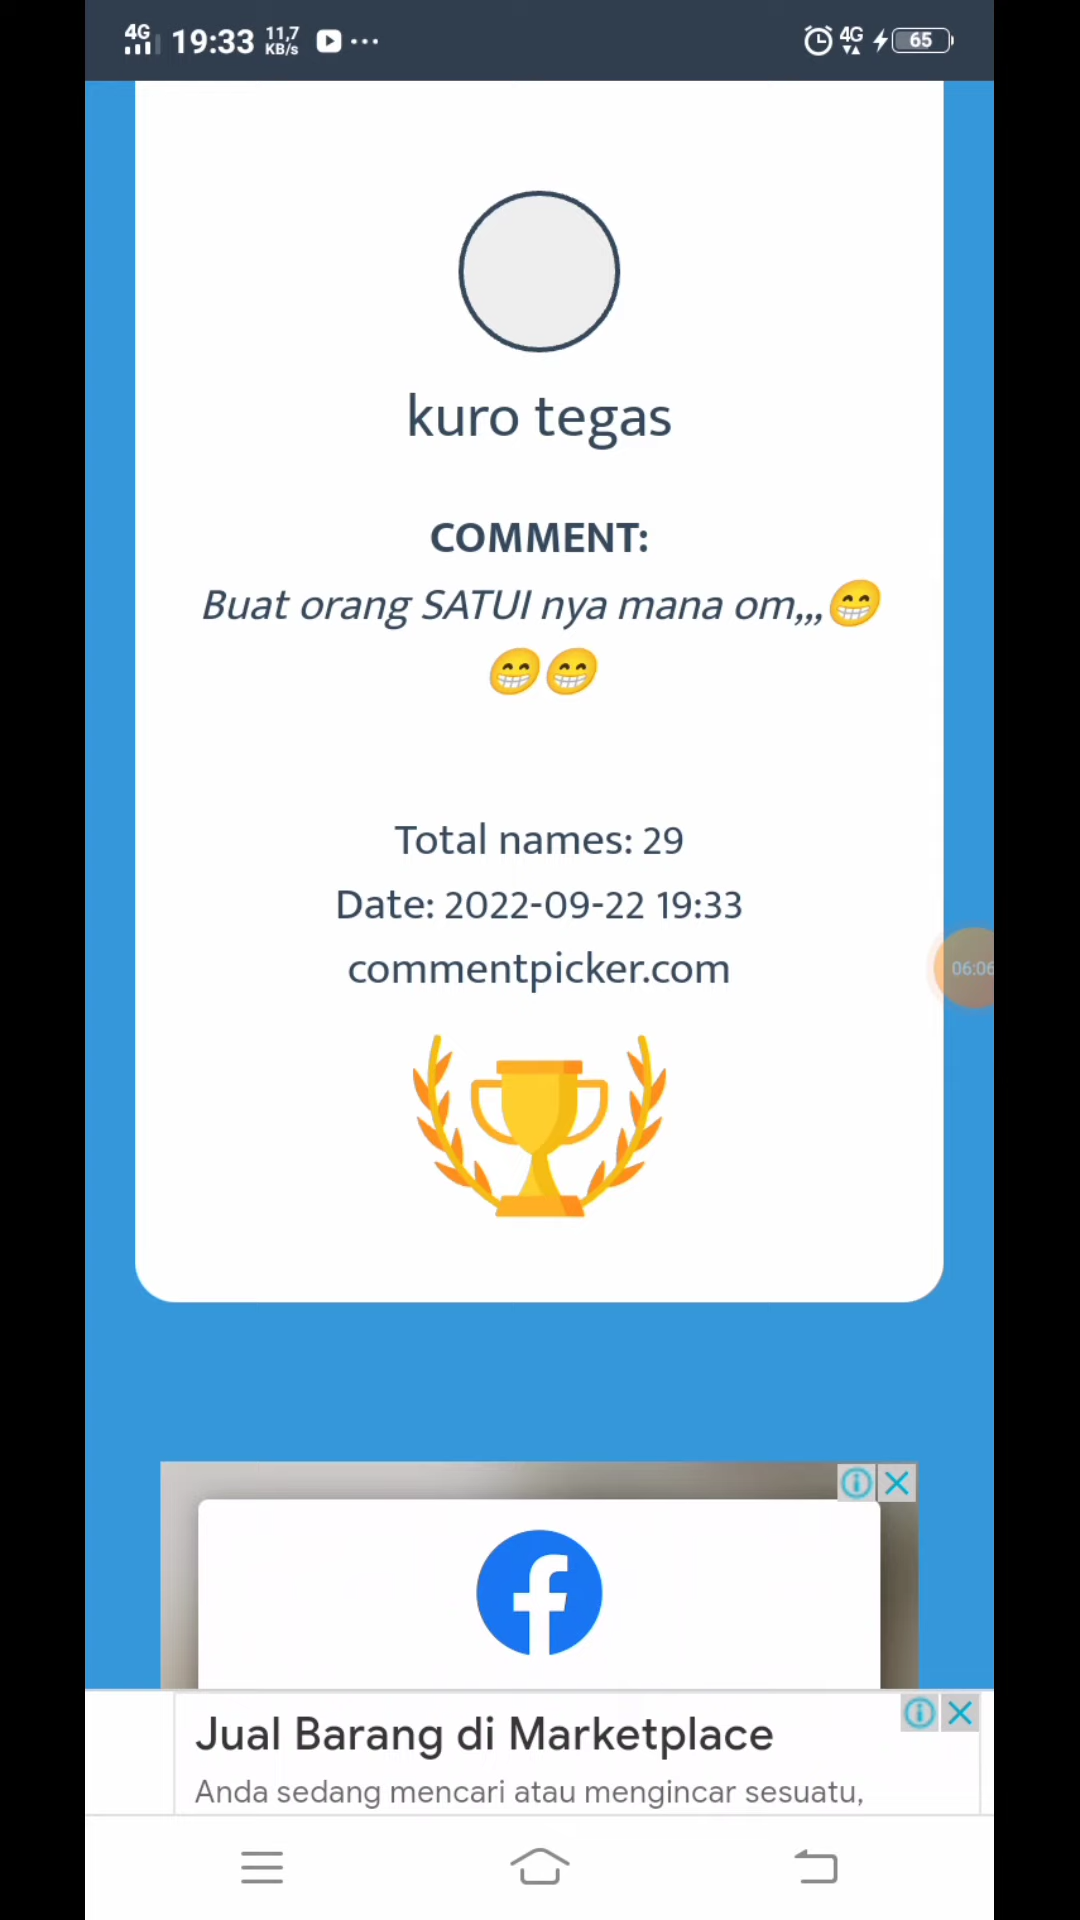 4G 19:33 11,7 KB/s 4G 65
kuro tegas
COMMENT:
Buat orang SATUI nya mana om,,,😁
😁😁
Total names: 29
Date: 2022-09-22 19:33
commentpicker.com
06:06
Jual Barang di Marketplace
Anda sedang mencari atau mengincar sesuatu,